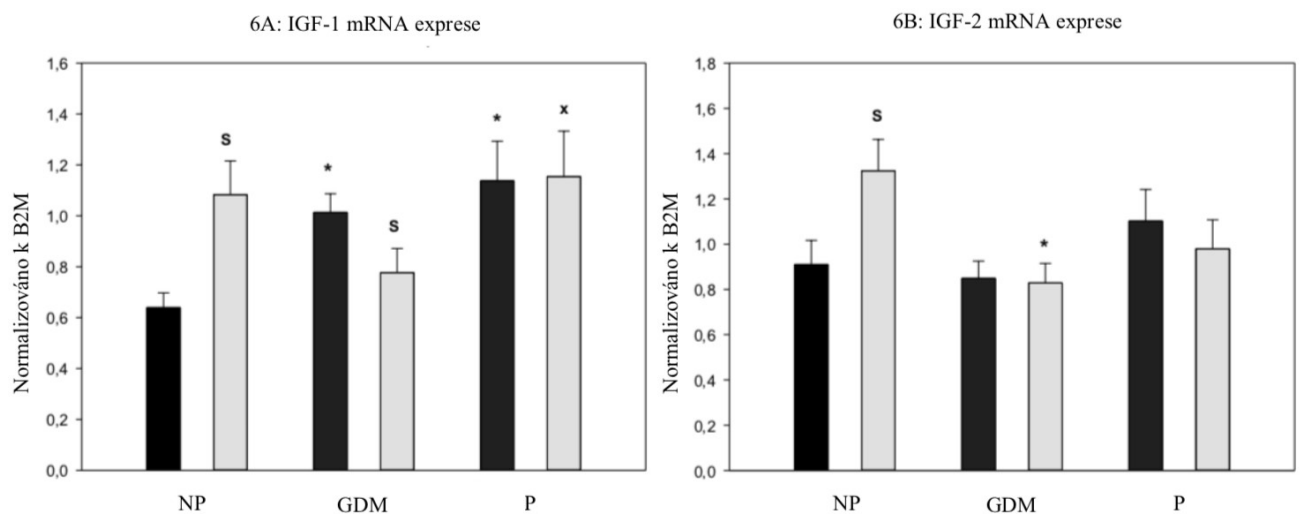 6A: IGF-1 mRNA exprese
1,6
1,4
1,2
1,0
0,8
0,6
0,4
0,2
0,0
Normalizováno k B2M
S
*
S
*
x
NP GDM P
6B: IGF-2 mRNA exprese
1,8
1,6
1,4
1,2
1,0
0,8
0,6
0,4
0,2
0,0
Normalizováno k B2M
S
*
NP GDM P